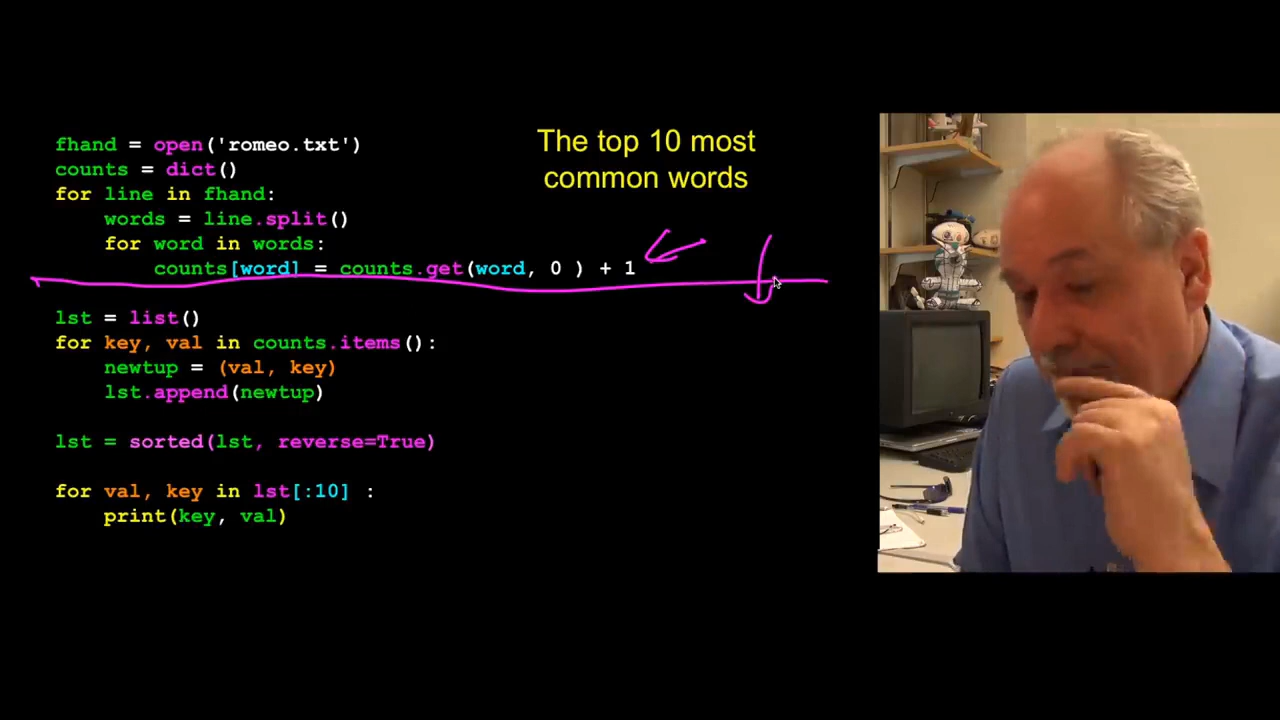 fhand = open('romeo.txt')
counts = dict()
for line in fhand:
    words = line.split()
    for word in words:
        counts[word] = counts.get(word, 0 ) + 1
lst = list()
for key, val in counts.items():
    newtup = (val, key)
    lst.append(newtup)
lst = sorted(lst, reverse=True)
for val, key in lst[:10] :
    print(key, val)
The top 10 most
common words